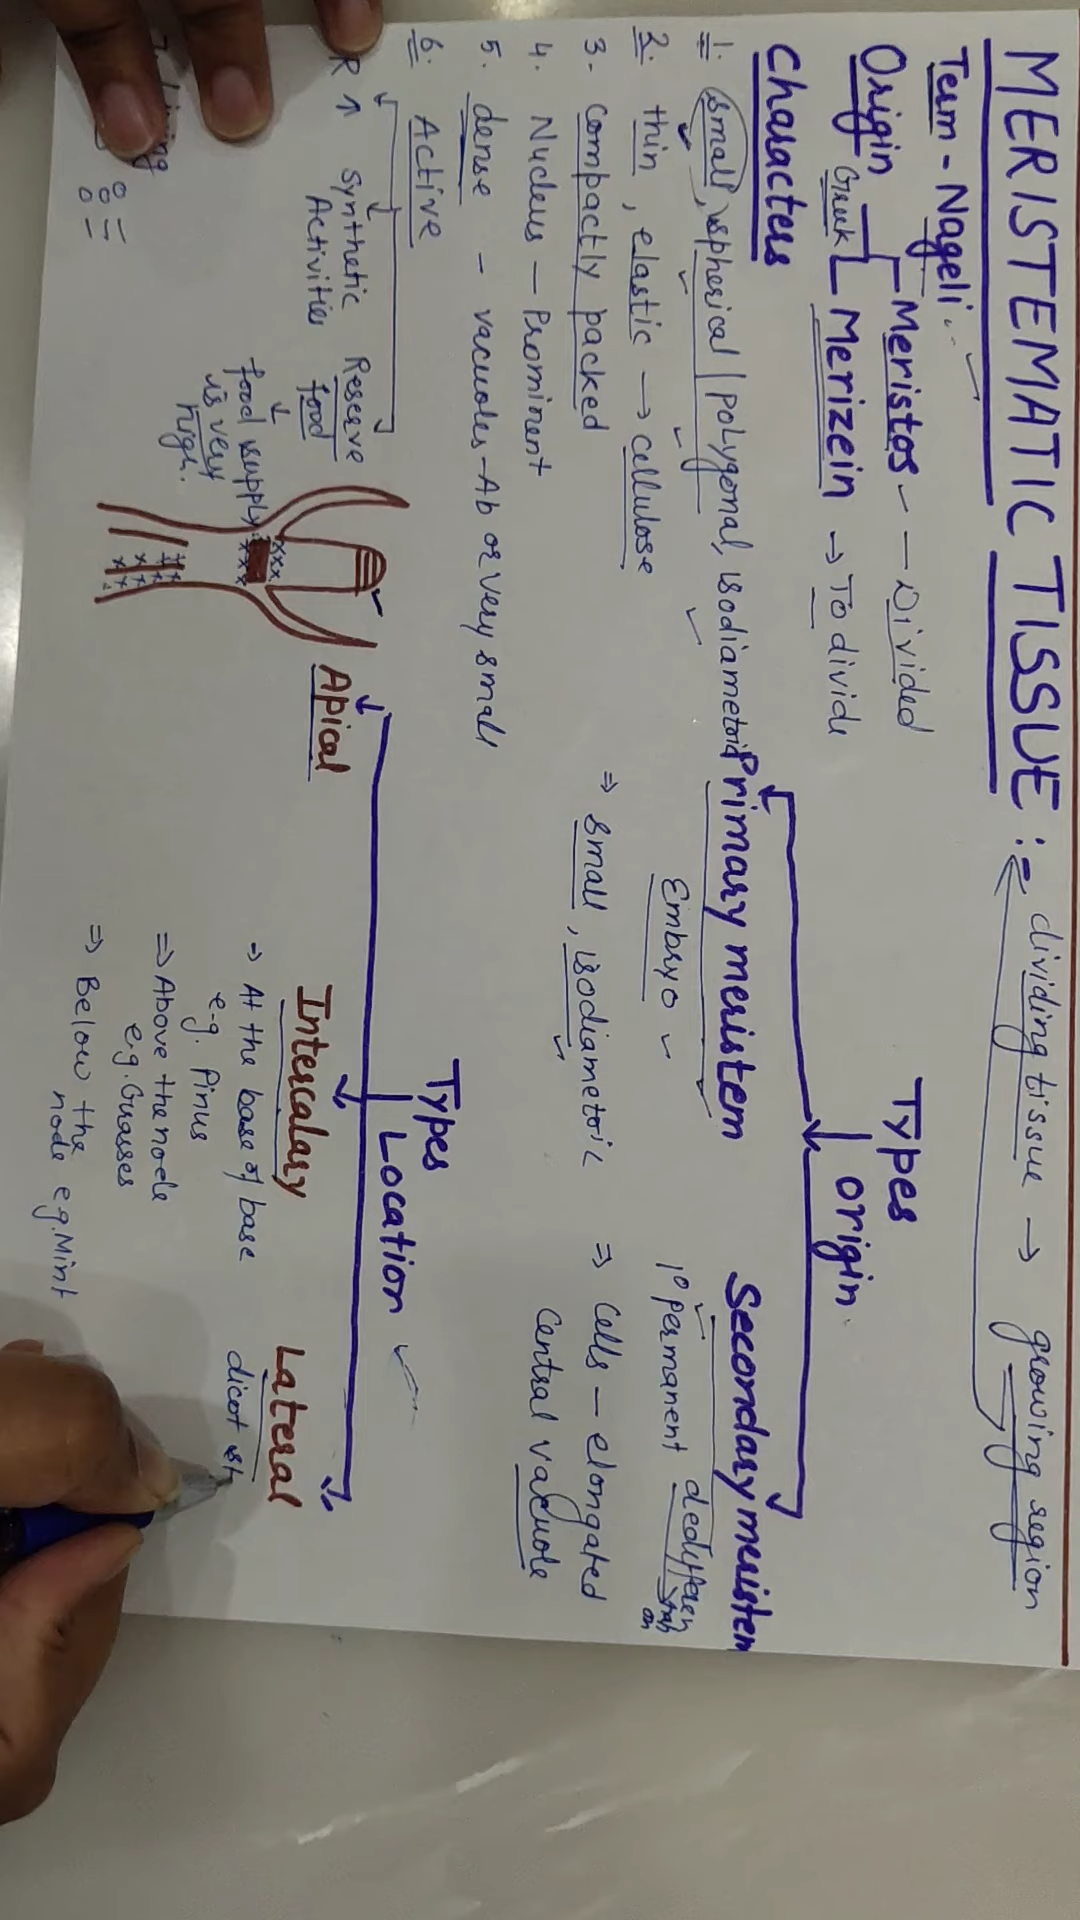 MERISTEMATIC TISSUE :- dividing tissue → growing region
Term - Nageli
Origin
Greek
Meristos - Divided
Merizein → To divide
Characters
1. small, spherical | polygonal, isodiametric
2. thin, elastic → cellulose
3. compactly packed
4. Nucleus - Prominent
5. dense - vacuoles - Ab or very small
6. Active
R ↑
Synthetic
Activities
Reserve
food
food supply
is very
high.
Types
origin
Primary meristem
Embryo
⇒ small, isodiametric
Secondary meristem
1° permanent dedifferen
⇒ Cells - elongated
Central vacuole
Types
Location
Apical
Intercalary
⇒ At the base of base
e.g. Pinus
⇒ Above the node
e.g. Grasses
⇒ Below the
node e.g. Mint
Lateral
dicot st